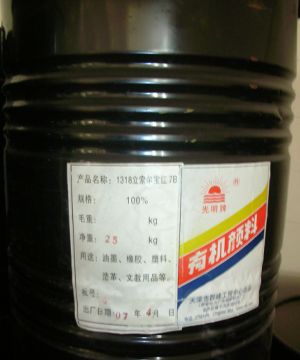 产品名称: 1318立索尔宝红7B
规格: 100%
毛重: kg
净重: 25 kg
用途: 油墨、橡胶、塑料、
造革、文教用品等。
批号:
出厂日期 07年 4月 日
光明牌
®
有机颜料